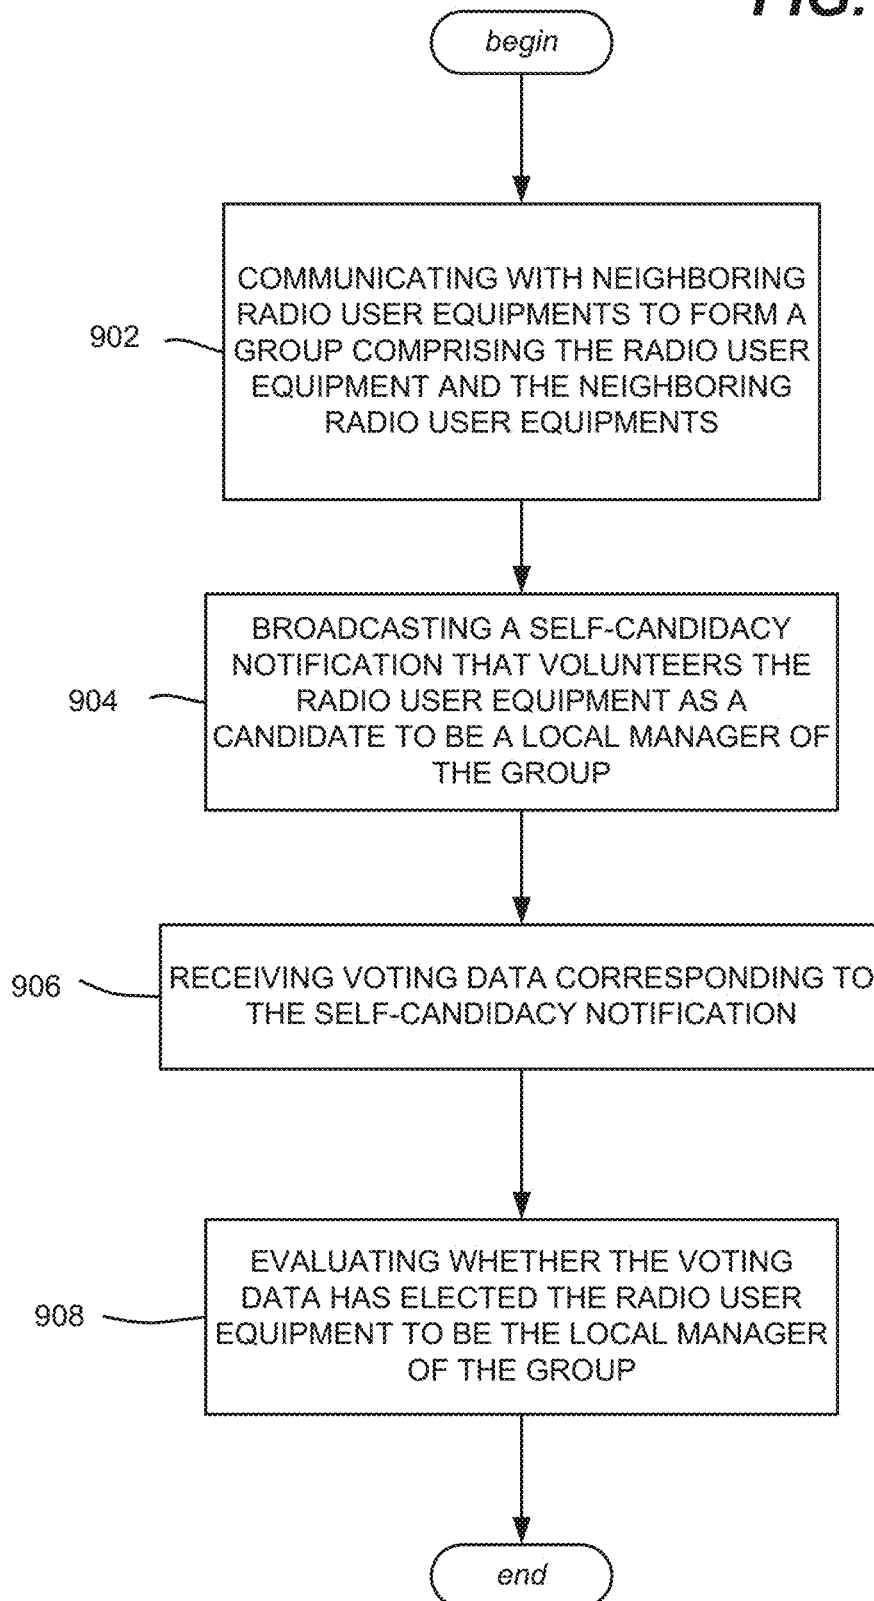 FIG.
begin
COMMUNICATING WITH NEIGHBORING
RADIO USER EQUIPMENTS TO FORM A
GROUP COMPRISING THE RADIO USER
EQUIPMENT AND THE NEIGHBORING
RADIO USER EQUIPMENTS
902
BROADCASTING A SELF-CANDIDACY
NOTIFICATION THAT VOLUNTEERS THE
RADIO USER EQUIPMENT AS A
CANDIDATE TO BE A LOCAL MANAGER OF
THE GROUP
904
RECEIVING VOTING DATA CORRESPONDING TO
THE SELF-CANDIDACY NOTIFICATION
906
EVALUATING WHETHER THE VOTING
DATA HAS ELECTED THE RADIO USER
EQUIPMENT TO BE THE LOCAL MANAGER
OF THE GROUP
908
end